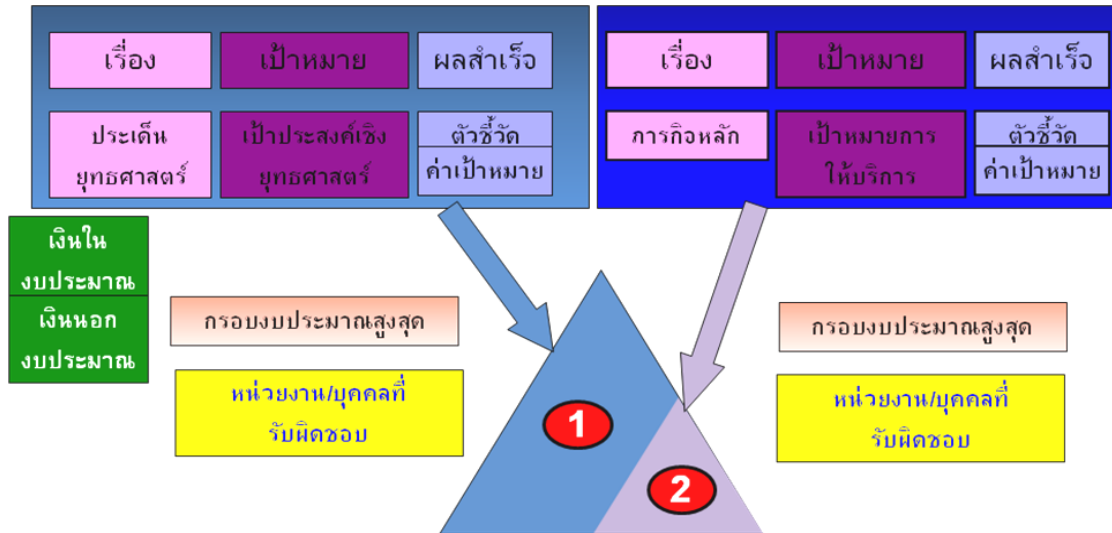 เรื่อง เป้าหมาย ผลสำเร็จ
ประเด็น
ยุทธศาสตร์
เป้าประสงค์เชิง
ยุทธศาสตร์
ตัวชี้วัด
ค่าเป้าหมาย
เรื่อง เป้าหมาย ผลสำเร็จ
ภารกิจหลัก
เป้าหมายการ
ให้บริการ
ตัวชี้วัด
ค่าเป้าหมาย
เงินใน
งบประมาณ
เงินนอก
งบประมาณ
กรอบงบประมาณสูงสุด
หน่วยงาน/บุคคลที่
รับผิดชอบ
กรอบงบประมาณสูงสุด
หน่วยงาน/บุคคลที่
รับผิดชอบ
1
2